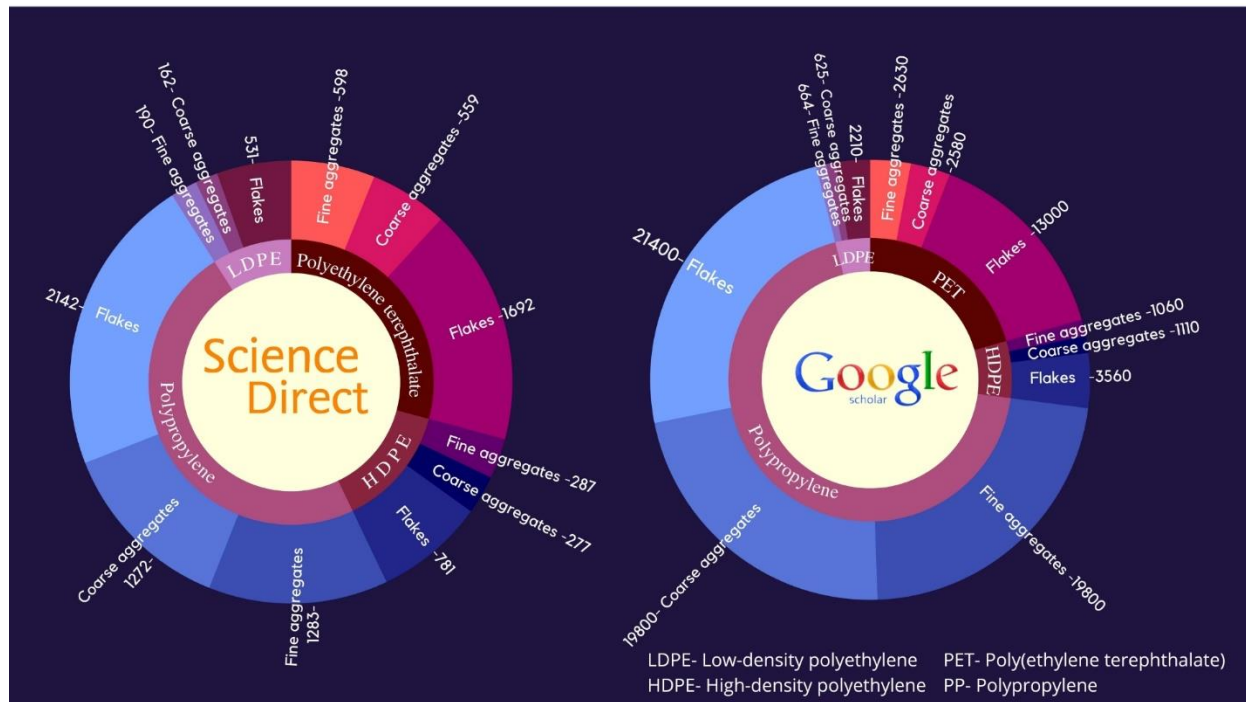 Fine aggregates -598
Coarse aggregates -559
Flakes -1692
Fine aggregates -287
Coarse aggregates -277
Flakes -781
Fine aggregates
1283-
Coarse aggregates
1272-
2142- Flakes
190- Fine aggregates
162- Coarse aggregates
531- Flakes
Polyethylene terephthalate
HDPE
Polypropylene
LDPE
Science
Direct
Fine aggregates -2630
Coarse aggregates
-2580
Flakes -13000
Fine aggregates -1060
Coarse aggregates -1110
Flakes -3560
Fine aggregates -19800
19800- Coarse aggregates
21400- Flakes
664- Fine aggregates
625- Coarse aggregates
2210- Flakes
PET
HDPE
Polypropylene
LDPE
Google
scholar
LDPE- Low-density polyethylene PET- Poly(ethylene terephthalate)
HDPE- High-density polyethylene PP- Polypropylene